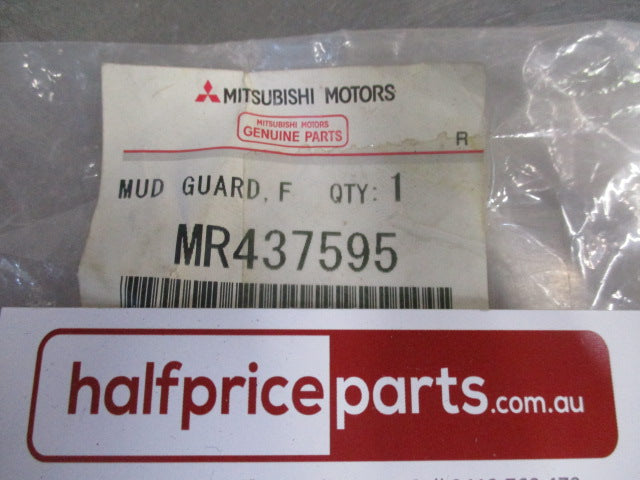 MITSUBISHI MOTORS
MITSUBISHI MOTORS
GENUINE PARTS
R
MUD GUARD, F QTY: 1
MR437595
halfpriceparts.com.au